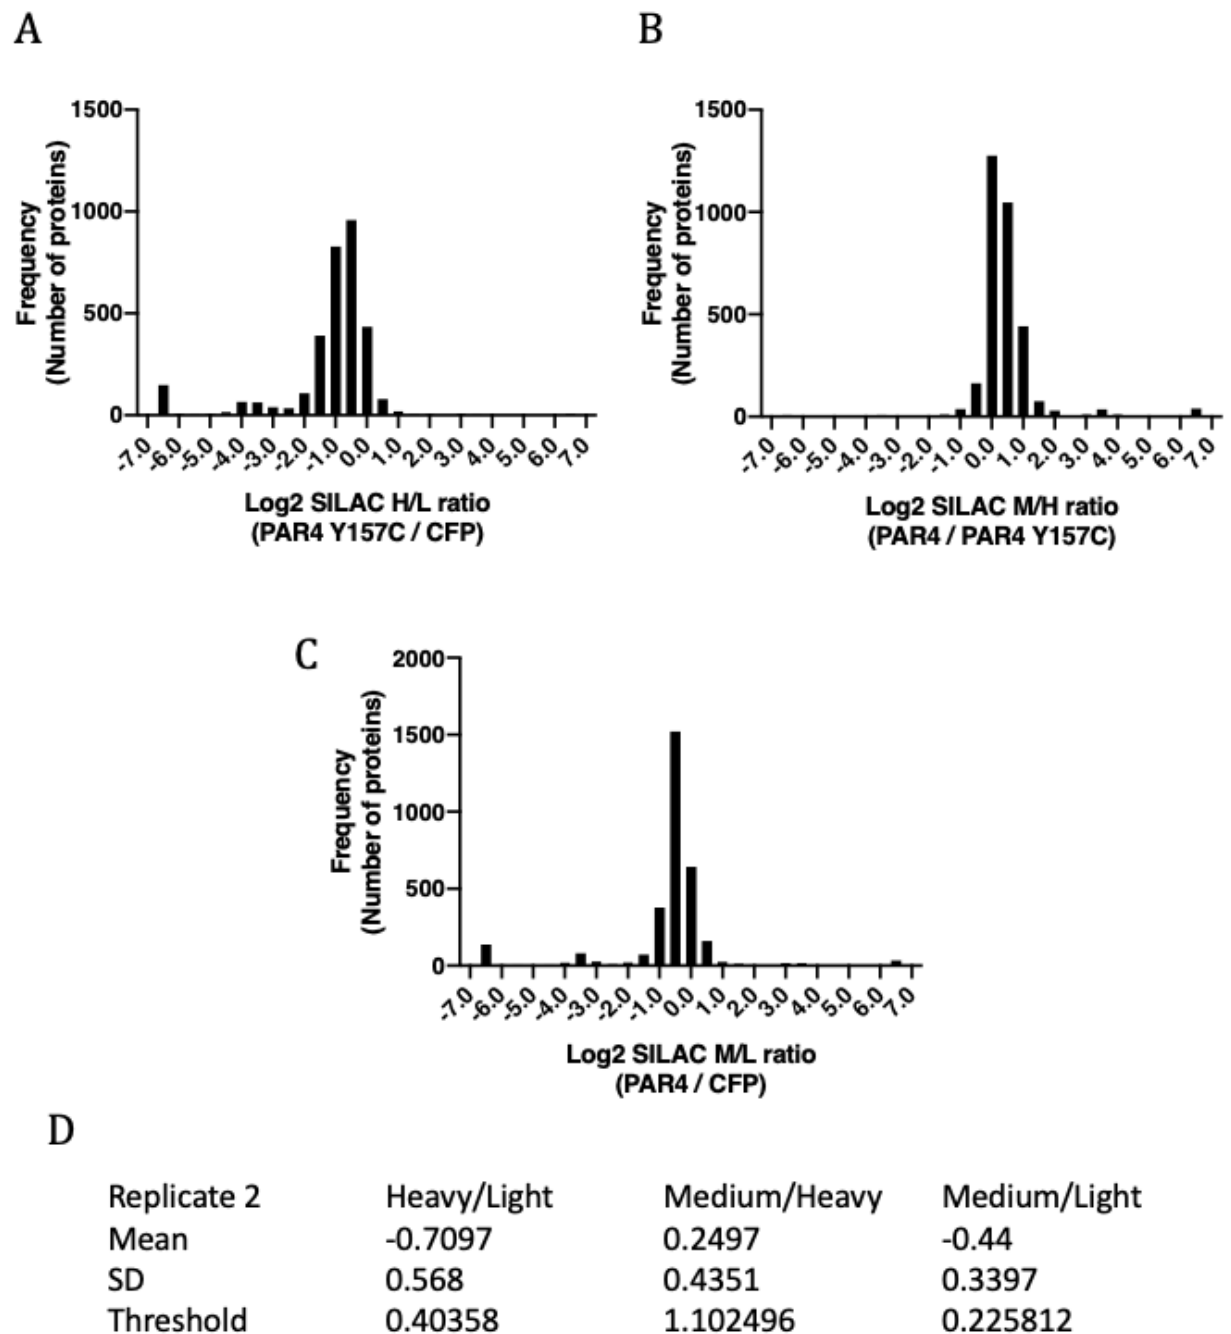 A
1500
1000
500
0
Frequency
(Number of proteins)
-7.0 -6.0 -5.0 -4.0 -3.0 -2.0 -1.0 0.0 1.0 2.0 3.0 4.0 5.0 6.0 7.0
Log2 SILAC H/L ratio
(PAR4 Y157C / CFP)
B
1500
1000
500
0
Frequency
(Number of proteins)
-7.0 -6.0 -5.0 -4.0 -3.0 -2.0 -1.0 0.0 1.0 2.0 3.0 4.0 5.0 6.0 7.0
Log2 SILAC M/H ratio
(PAR4 / PAR4 Y157C)
C
2000
1500
1000
500
0
Frequency
(Number of proteins)
-7.0 -6.0 -5.0 -4.0 -3.0 -2.0 -1.0 0.0 1.0 2.0 3.0 4.0 5.0 6.0 7.0
Log2 SILAC M/L ratio
(PAR4 / CFP)
D
Replicate 2 Heavy/Light Medium/Heavy Medium/Light
Mean -0.7097 0.2497 -0.44
SD 0.568 0.4351 0.3397
Threshold 0.40358 1.102496 0.225812